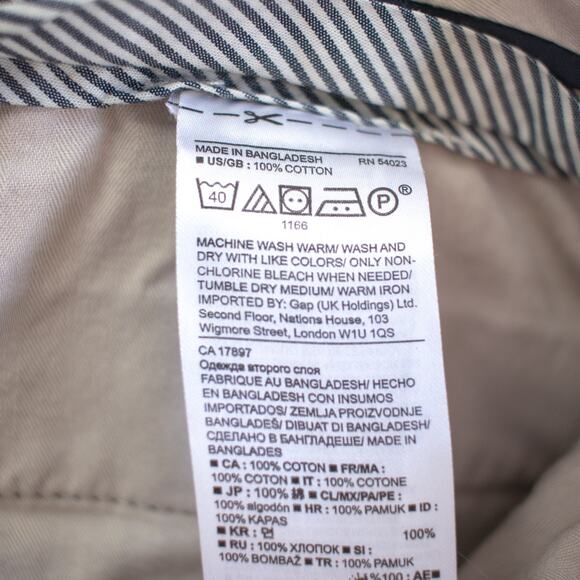 MADE IN BANGLADESH RN 54023
■ US/GB : 100% COTTON
40 P ®
1166
MACHINE WASH WARM/ WASH AND
DRY WITH LIKE COLORS/ ONLY NON-
CHLORINE BLEACH WHEN NEEDED/
TUMBLE DRY MEDIUM/ WARM IRON
IMPORTED BY: Gap (UK Holdings) Ltd.
Second Floor, Nations House, 103
Wigmore Street, London W1U 1QS
CA 17897
Одежда второго слоя
FABRIQUE AU BANGLADESH/ HECHO
EN BANGLADESH CON INSUMOS
IMPORTADOS/ ZEMLJA PROIZVODNJE
BANGLADEŠ/ DIBUAT DI BANGLADESH/
СДЕЛАНО В БАНГЛАДЕШЕ/ MADE IN
BANGLADES
■ CA : 100% COTON ■ FR/MA :
100% COTON ■ IT : 100% COTONE
■ JP : 100% 綿 ■ CL/MX/PA/PE :
100% algodón ■ HR : 100% PAMUK ■ ID :
100% KAPAS
■ KR : 면 100%
■ RU : 100% ХЛОПОК ■ SI :
100% BOMBAŽ ■ TR : 100% PAMUK
%100 : AE ■